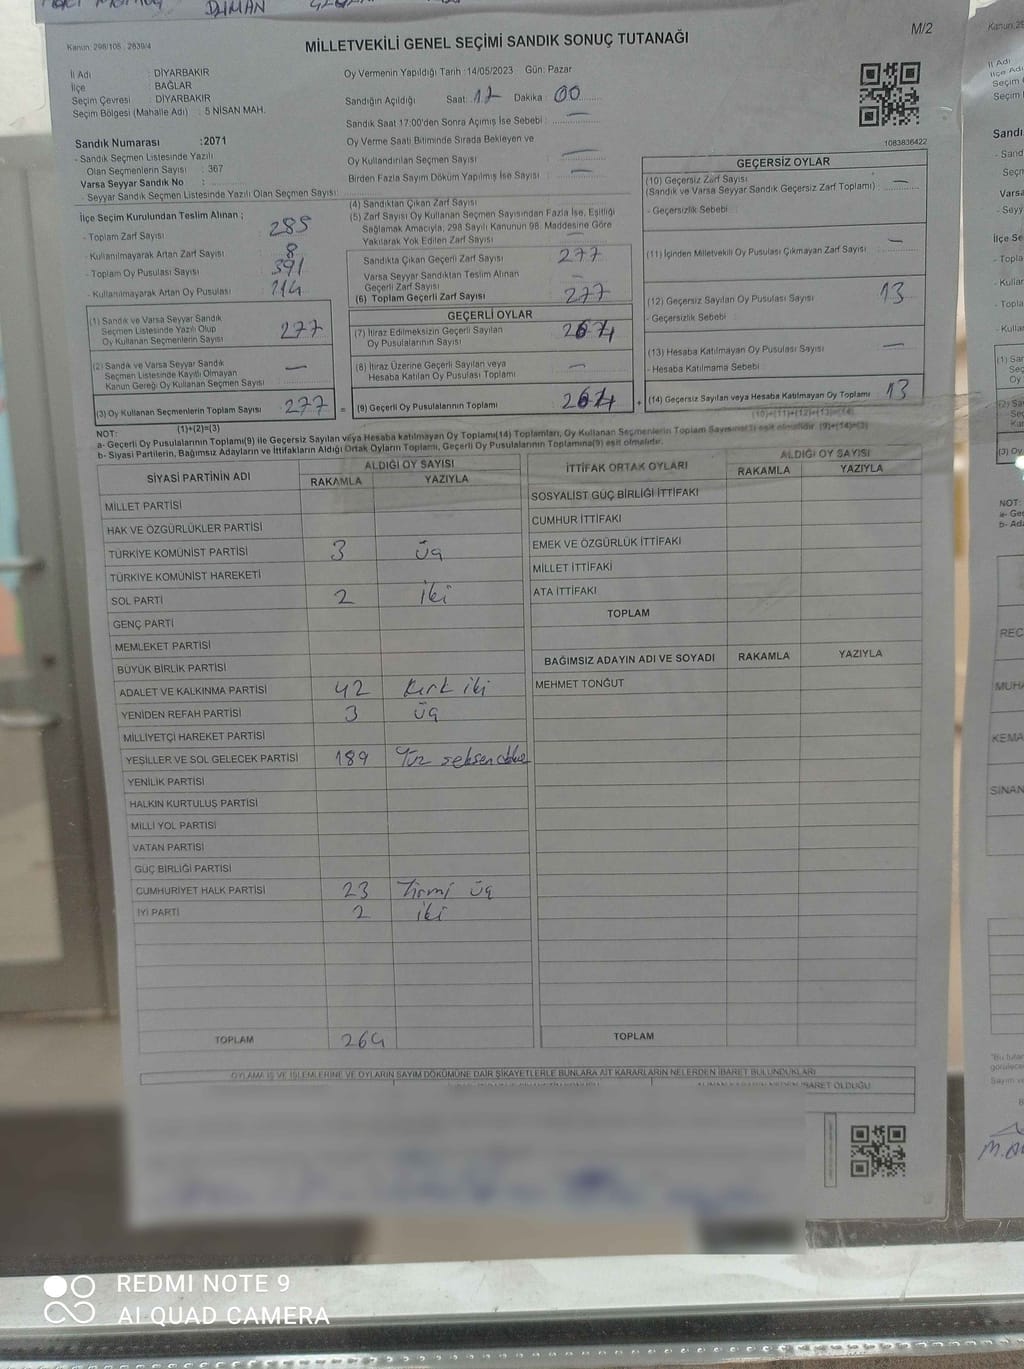 DUMAN
M/2
Kanun: 298/105, 2839/4
MİLLETVEKİLİ GENEL SEÇİMİ SANDIK SONUÇ TUTANAĞI
İl Adı : DİYARBAKIR
İlçe : BAĞLAR
Seçim Çevresi : DİYARBAKIR
Seçim Bölgesi (Mahalle Adı) : 5 NİSAN MAH.
Oy Vermenin Yapıldığı Tarih :14/05/2023 Gün: Pazar
Sandığın Açıldığı Saat 17 Dakika 00
Sandık Saat 17:00'den Sonra Açımış İse Sebebi : —
Oy Verme Saati Bitiminde Sırada Bekleyen ve
Oy Kullandırılan Seçmen Sayısı : —
Birden Fazla Sayım Döküm Yapılmış İse Sayısı : —
1083836422
Sandık Numarası :2071
- Sandık Seçmen Listesinde Yazılı
Olan Seçmenlerin Sayısı : 367
Varsa Seyyar Sandık No :
Seyyar Sandık Seçmen Listesinde Yazılı Olan Seçmen Sayısı:
İlçe Seçim Kurulundan Teslim Alınan ;
- Toplam Zarf Sayısı 285
- Kullanılmayarak Artan Zarf Sayısı 8
- Toplam Oy Pusulası Sayısı 391
- Kullanılmayarak Artan Oy Pusulası 114
(1) Sandık ve Varsa Seyyar Sandık
Seçmen Listesinde Yazılı Olup
Oy Kullanan Seçmenlerin Sayısı : 277
(2) Sandık ve Varsa Seyyar Sandık
Seçmen Listesinde Kayıtlı Olmayan
Kanun Gereği Oy Kullanan Seçmen Sayısı : —
(3) Oy Kullanan Seçmenlerin Toplam Sayısı : 277 =
(1)+(2)=(3)
(4) Sandıktan Çıkan Zarf Sayısı
(5) Zarf Sayısı Oy Kullanan Seçmen Sayısından Fazla İse, Eşitliği
Sağlamak Amacıyla, 298 Sayılı Kanunun 98. Maddesine Göre
Yakılarak Yok Edilen Zarf Sayısı —
Sandıkta Çıkan Geçerli Zarf Sayısı 277
Varsa Seyyar Sandıktan Teslim Alınan
Geçerli Zarf Sayısı —
(6) Toplam Geçerli Zarf Sayısı 277
GEÇERLİ OYLAR
(7) İtiraz Edilmeksizin Geçerli Sayılan
Oy Pusulalarının Sayısı : 264
(8) İtiraz Üzerine Geçerli Sayılan veya
Hesaba Katılan Oy Pusulası Toplamı —
(9) Geçerli Oy Pusulalarının Toplamı 264 +
GEÇERSİZ OYLAR
(10) Geçersiz Zarf Sayısı
(Sandık ve Varsa Seyyar Sandık Geçersiz Zarf Toplamı) : —
- Geçersizlik Sebebi :
(11) İçinden Milletvekili Oy Pusulası Çıkmayan Zarf Sayısı —
(12) Geçersiz Sayılan Oy Pusulası Sayısı 13
- Geçersizlik Sebebi :
(13) Hesaba Katılmayan Oy Pusulası Sayısı —
- Hesaba Katılmama Sebebi :
(14) Geçersiz Sayılan veya Hesaba Katılmayan Oy Toplamı 13
(10)+(11)+(12)+(13)=(14)
NOT:
a- Geçerli Oy Pusulalarının Toplamı(9) ile Geçersiz Sayılan veya Hesaba katılmayan Oy Toplamı(14) Toplamları, Oy Kullanan Seçmenlerin Toplam Sayısına(3) eşit olmalıdır. (9)+(14)=(3)
b- Siyasi Partilerin, Bağımsız Adayların ve İttifakların Aldığı Ortak Oyların Toplamı, Geçerli Oy Pusulalarının Toplamına(9) eşit olmalıdır.
SİYASİ PARTİNİN ADI ALDIĞI OY SAYISI
RAKAMLA YAZIYLA
MİLLET PARTİSİ
HAK VE ÖZGÜRLÜKLER PARTİSİ
TÜRKİYE KOMÜNİST PARTİSİ 3 üç
TÜRKİYE KOMÜNİST HAREKETİ
SOL PARTİ 2 iki
GENÇ PARTİ
MEMLEKET PARTİSİ
BÜYÜK BİRLİK PARTİSİ
ADALET VE KALKINMA PARTİSİ 42 Kırk iki
YENİDEN REFAH PARTİSİ 3 üç
MİLLİYETÇİ HAREKET PARTİSİ
YEŞİLLER VE SOL GELECEK PARTİSİ 189 Yüz seksen dokuz
YENİLİK PARTİSİ
HALKIN KURTULUŞ PARTİSİ
MİLLİ YOL PARTİSİ
VATAN PARTİSİ
GÜÇ BİRLİĞİ PARTİSİ
CUMHURİYET HALK PARTİSİ 23 Yirmi üç
İYİ PARTİ 2 iki
TOPLAM 264
İTTİFAK ORTAK OYLARI ALDIĞI OY SAYISI
RAKAMLA YAZIYLA
SOSYALİST GÜÇ BİRLİĞİ İTTİFAKI
CUMHUR İTTİFAKI
EMEK VE ÖZGÜRLÜK İTTİFAKI
MİLLET İTTİFAKI
ATA İTTİFAKI
TOPLAM
BAĞIMSIZ ADAYIN ADI VE SOYADI RAKAMLA YAZIYLA
MEHMET TONĞUT
TOPLAM
OYLAMA İŞ VE İŞLEMLERİNE VE OYLARIN SAYIM DÖKÜMÜNE DAİR ŞİKAYETLERLE BUNLARA AİT KARARLARIN NELERDEN İBARET BULUNDUKLARI
REDMI NOTE 9
AI QUAD CAMERA